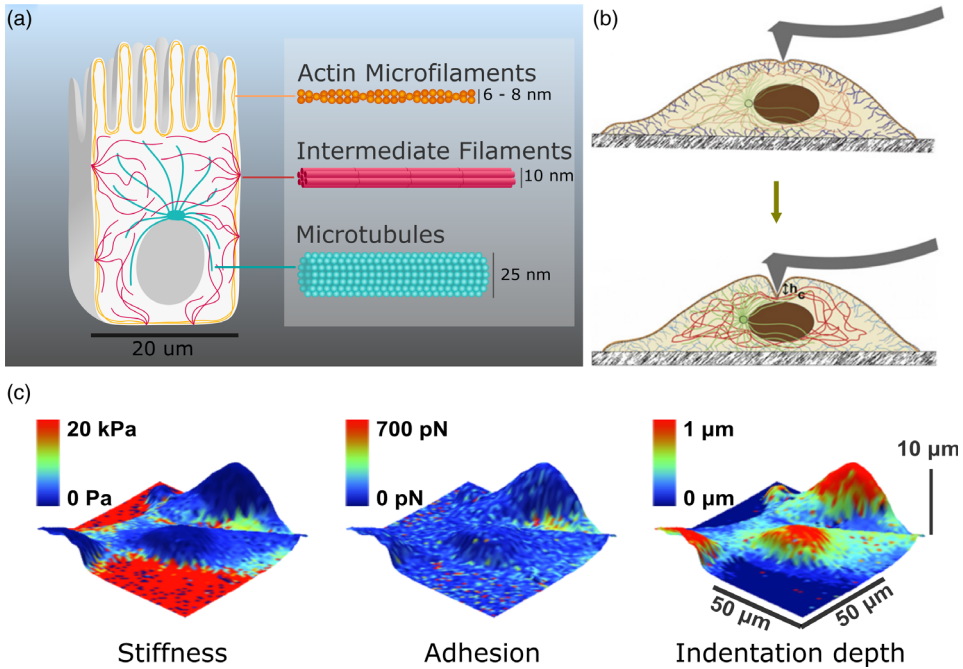 (a)
Actin Microfilaments
6 - 8 nm
Intermediate Filaments
10 nm
Microtubules
25 nm
20 um
(b)
h
c
(c)
20 kPa
0 Pa
700 pN
0 pN
1 µm
0 µm
10 µm
50 µm
50 µm
Stiffness
Adhesion
Indentation depth